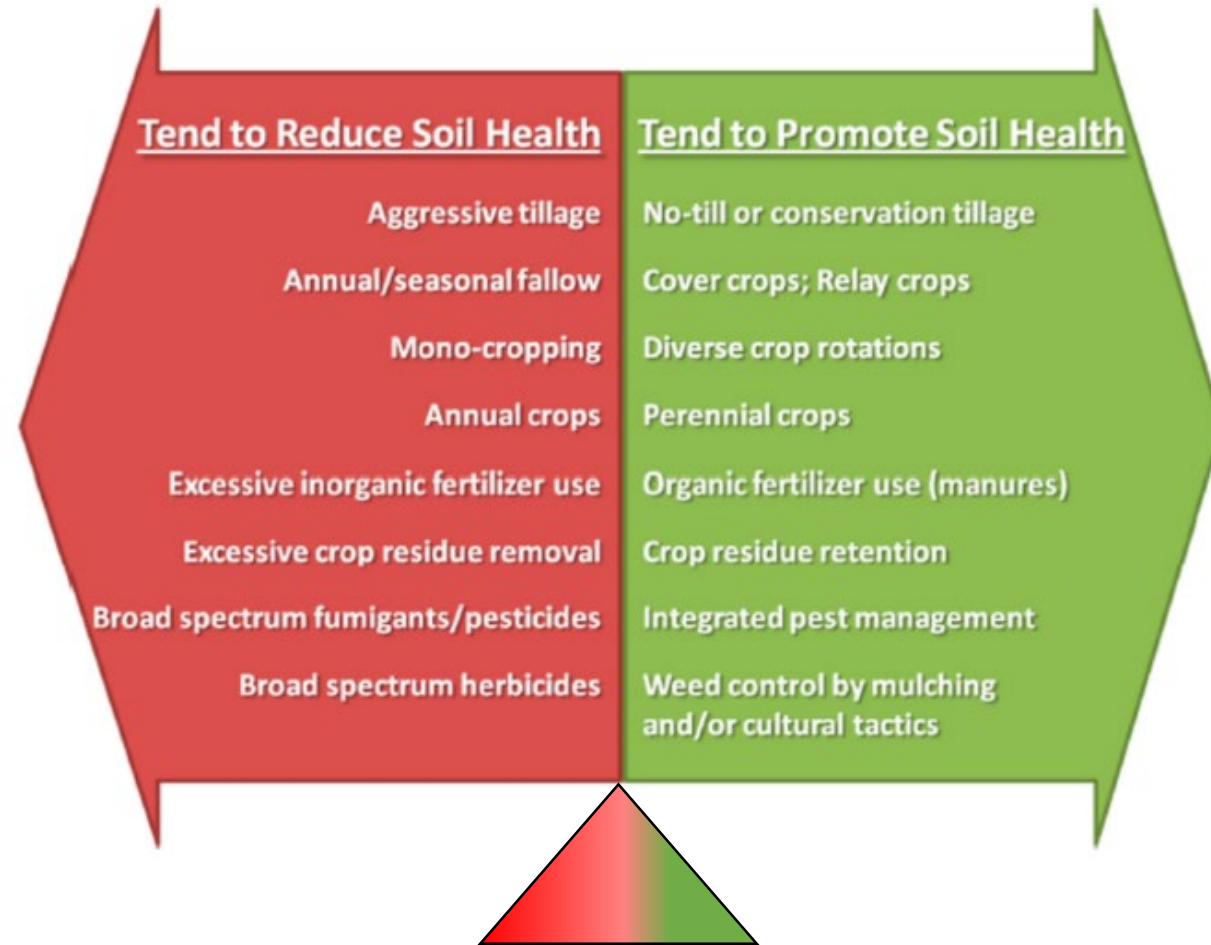 Tend to Reduce Soil Health
Aggressive tillage
Annual/seasonal fallow
Mono-cropping
Annual crops
Excessive inorganic fertilizer use
Excessive crop residue removal
Broad spectrum fumigants/pesticides
Broad spectrum herbicides
Tend to Promote Soil Health
No-till or conservation tillage
Cover crops; Relay crops
Diverse crop rotations
Perennial crops
Organic fertilizer use (manures)
Crop residue retention
Integrated pest management
Weed control by mulching
and/or cultural tactics